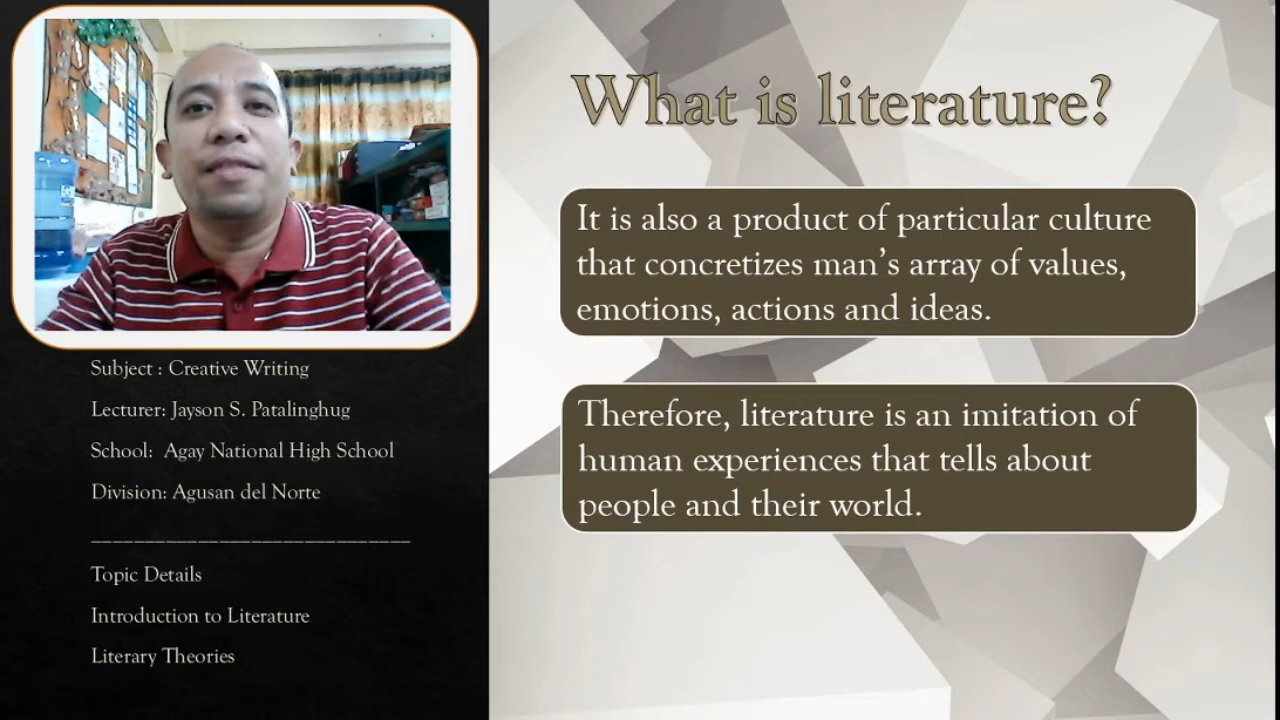 What is literature?
It is also a product of particular culture
that concretizes man's array of values,
emotions, actions and ideas.
Therefore, literature is an imitation of
human experiences that tells about
people and their world.
Subject : Creative Writing
Lecturer: Jayson S. Patalinghug
School:  Agay National High School
Division: Agusan del Norte
______________________________
Topic Details
Introduction to Literature
Literary Theories